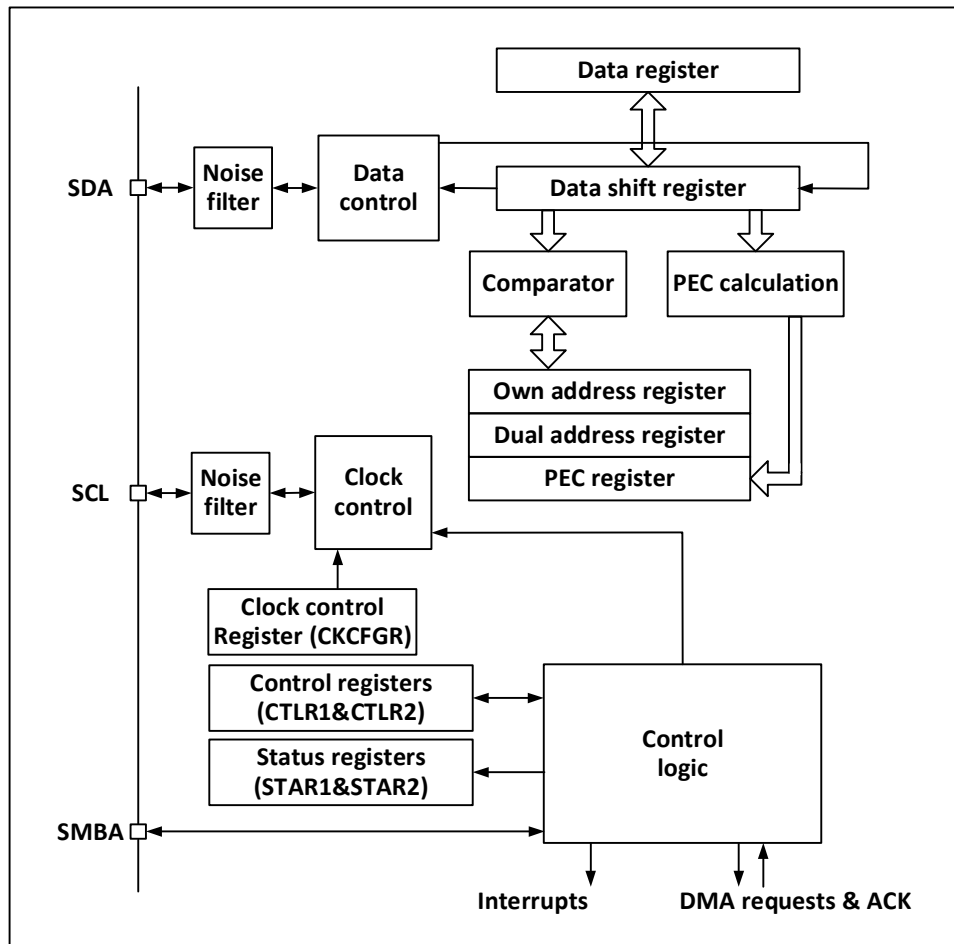 Data register
SDA
Noise
filter
Data
control
Data shift register
Comparator
PEC calculation
Own address register
Dual address register
PEC register
SCL
Noise
filter
Clock
control
Clock control
Register (CKCFGR)
Control registers
(CTLR1&CTLR2)
Status registers
(STAR1&STAR2)
Control
logic
SMBA
Interrupts
DMA requests & ACK